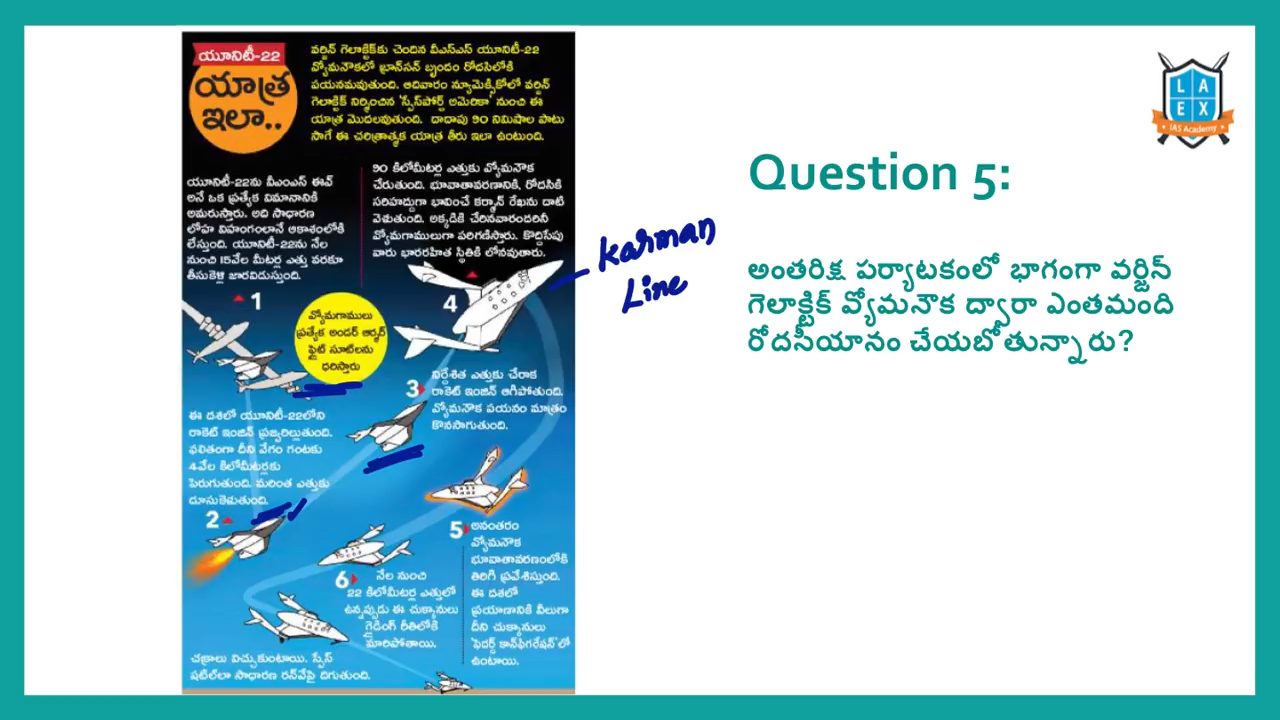 యూనిటీ-22
యాత్ర
ఇలా..
వర్జిన్ గెలాక్టిక్‌కు చెందిన వీఎస్ఎస్ యూనిటీ-22
వ్యోమనౌకలో బ్రాన్‌సన్ బృందం రోదసిలోకి
పయనమవుతుంది. ఆదివారం న్యూమెక్సికోలో వర్జిన్
గెలాక్టిక్ నిర్మించిన 'స్పేస్‌పోర్ట్ అమెరికా' నుంచి ఈ
యాత్ర మొదలవుతుంది. దాదాపు 90 నిమిషాల పాటు
సాగే ఈ చరిత్రాత్మక యాత్ర తీరు ఇలా ఉంటుంది.
యూనిటీ-22ను వీఎంఎస్ ఈవ్
అనే ఒక ప్రత్యేక విమానానికి
అమరుస్తారు. అది సాధారణ
లోహ విహంగంలానే ఆకాశంలోకి
లేస్తుంది. యూనిటీ-22ను నేల
నుంచి 15వేల మీటర్ల ఎత్తు వరకూ
తీసుకెళ్లి జారవిడుస్తుంది.
1
90 కిలోమీటర్ల ఎత్తుకు వ్యోమనౌక
చేరుతుంది. భూవాతావరణానికి, రోదసికి
సరిహద్దుగా భావించే కర్మాన్ రేఖను దాటి
వెళుతుంది. అక్కడికి చేరినవారందరినీ
వ్యోమగాములుగా పరిగణిస్తారు. కొద్దిసేపు
వారు భారరహిత స్థితికి లోనవుతారు.
4
Karman
Line
వ్యోమగాములు
ప్రత్యేక అండర్ ఆర్మర్
ఫ్లైట్ సూట్‌లను
ధరిస్తారు
3
నిర్దేశిత ఎత్తుకు చేరాక
రాకెట్ ఇంజిన్ ఆగిపోతుంది.
వ్యోమనౌక పయనం మాత్రం
కొనసాగుతుంది.
ఈ దశలో యూనిటీ-22లోని
రాకెట్ ఇంజిన్ ప్రజ్వరిల్లుతుంది.
ఫలితంగా దీని వేగం గంటకు
4వేల కిలోమీటర్లకు
పెరుగుతుంది. మరింత ఎత్తుకు
దూసుకెళుతుంది.
2
5
అనంతరం
వ్యోమనౌక
భూవాతావరణంలోకి
తిరిగి ప్రవేశిస్తుంది.
ఈ దశలో
ప్రయాణానికి వీలుగా
దీని చుక్కానులు
'ఫెదర్డ్ కాన్‌ఫిగరేషన్'లో
ఉంటాయి.
6
నేల నుంచి
22 కిలోమీటర్ల ఎత్తులో
ఉన్నప్పుడు ఈ చుక్కానులు
గ్లైడింగ్ రీతిలోకి
మారిపోతాయి.
చక్రాలు విచ్చుకుంటాయి. స్పేస్
షటిల్‌లా సాధారణ రన్‌వేపై దిగుతుంది.
L A
E X
IAS Academy
Question 5:
అంతరిక్ష పర్యాటకంలో భాగంగా వర్జిన్
గెలాక్టిక్ వ్యోమనౌక ద్వారా ఎంతమంది
రోదసీయానం చేయబోతున్నారు?